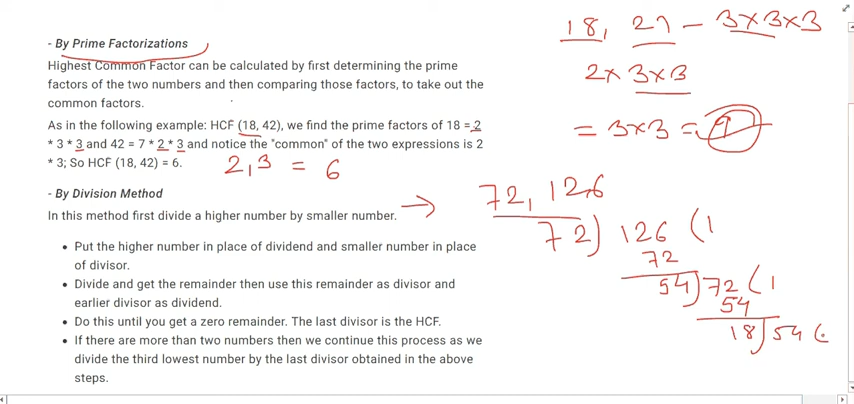 - By Prime Factorizations
Highest Common Factor can be calculated by first determining the prime
factors of the two numbers and then comparing those factors, to take out the
common factors.
As in the following example: HCF (18, 42), we find the prime factors of 18 = 2
* 3 * 3 and 42 = 7 * 2 * 3 and notice the "common" of the two expressions is 2
* 3; So HCF (18, 42) = 6.
2, 3 = 6
- By Division Method
In this method first divide a higher number by smaller number.
Put the higher number in place of dividend and smaller number in place
of divisor.
Divide and get the remainder then use this remainder as divisor and
earlier divisor as dividend.
Do this until you get a zero remainder. The last divisor is the HCF.
If there are more than two numbers then we continue this process as we
divide the third lowest number by the last divisor obtained in the above
steps.
18, 27 – 3×3×3
2×3×3
= 3×3 = 9
→ 72, 126
72) 126 (1
72
54) 72 (1
54
18) 54 (